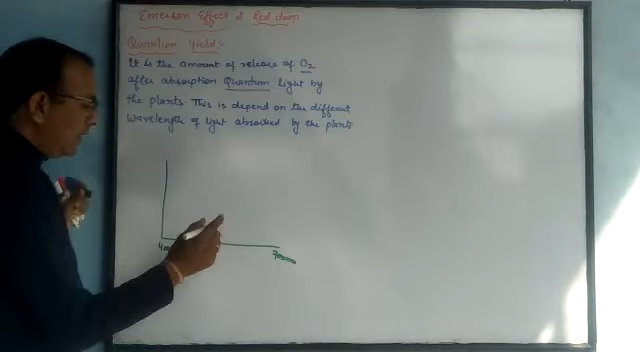 Emerson Effect & Red drop
Quantum Yield:-
It is the amount of release of O2
after absorption Quantum light by
the plants. This is depend on the different
Wavelength of light absorbed by the plants